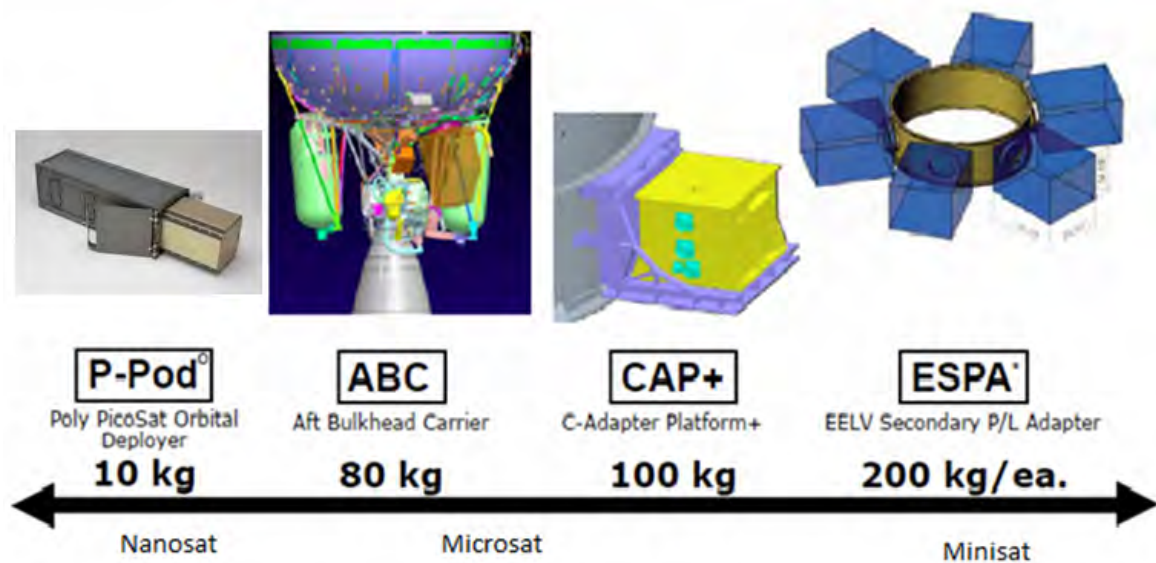 P-Pod°
Poly PicoSat Orbital
Deployer
10 kg
ABC
Aft Bulkhead Carrier
80 kg
CAP+
C-Adapter Platform+
100 kg
ESPA*
EELV Secondary P/L Adapter
200 kg/ea.
Nanosat
Microsat
Minisat